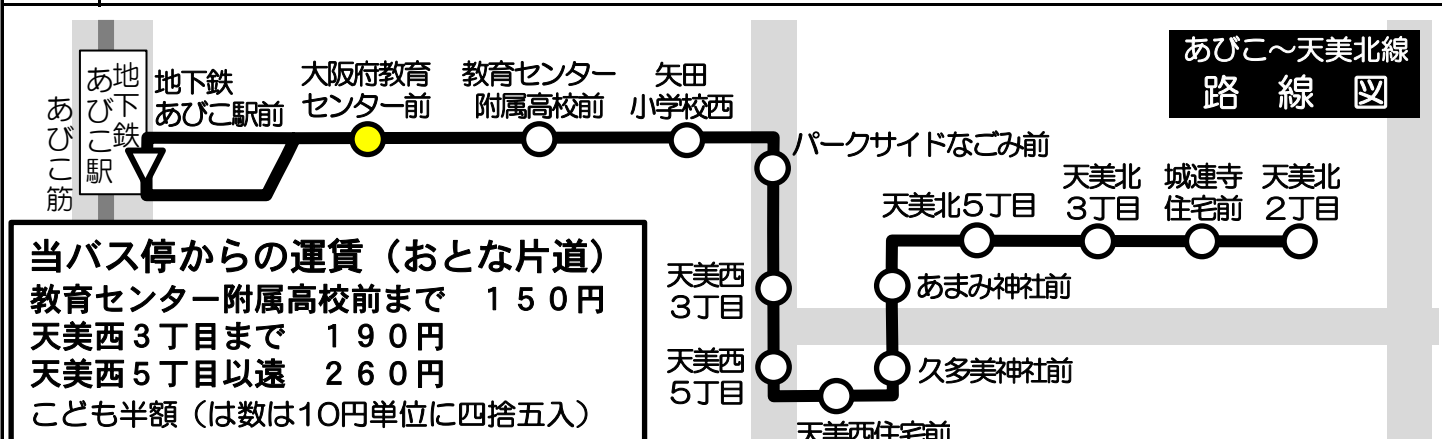 あびこ～天美北線
路線図
あびこ筋
地下鉄
あびこ駅
地下鉄
あびこ駅前
大阪府教育
センター前
教育センター
附属高校前
矢田
小学校西
パークサイドなごみ前
天美西
3丁目
天美西
5丁目
天美西住宅前
久多美神社前
あまみ神社前
天美北5丁目
天美北
3丁目
城連寺
住宅前
天美北
2丁目
当バス停からの運賃（おとな片道）
教育センター附属高校前まで　１５０円
天美西３丁目まで　１９０円
天美西５丁目以遠　２６０円
こども半額（は数は10円単位に四捨五入）